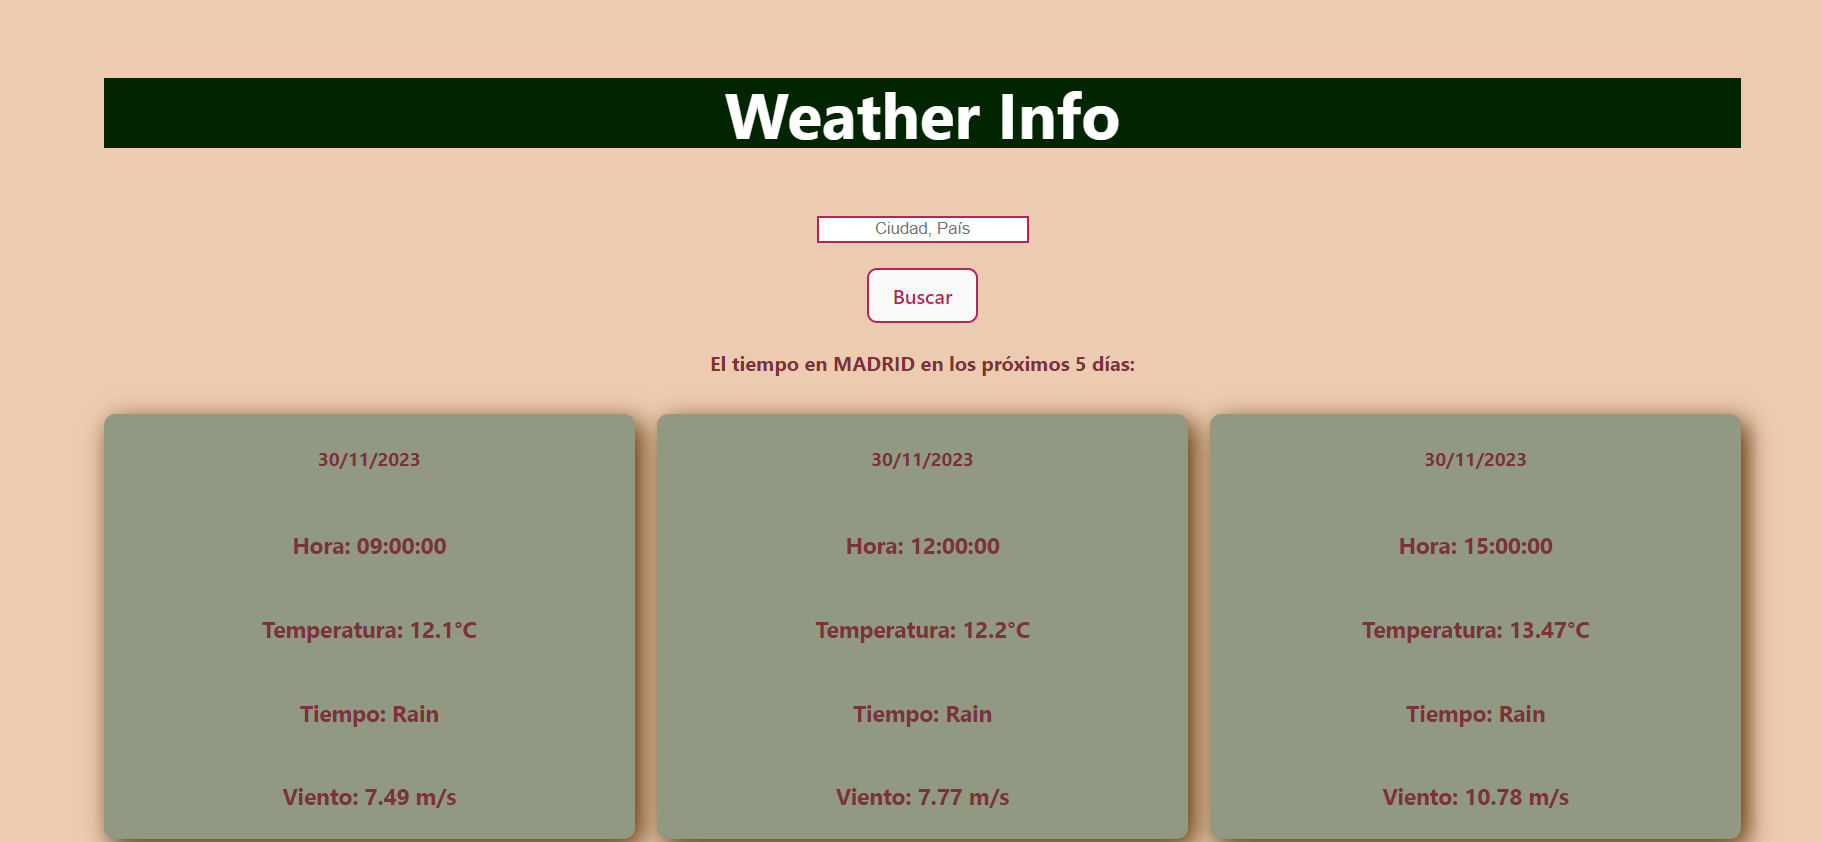 Weather Info
Ciudad, País
Buscar
El tiempo en MADRID en los próximos 5 días:
30/11/2023
Hora: 09:00:00
Temperatura: 12.1°C
Tiempo: Rain
Viento: 7.49 m/s
30/11/2023
Hora: 12:00:00
Temperatura: 12.2°C
Tiempo: Rain
Viento: 7.77 m/s
30/11/2023
Hora: 15:00:00
Temperatura: 13.47°C
Tiempo: Rain
Viento: 10.78 m/s